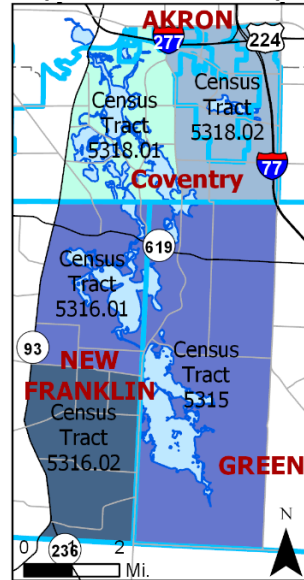 AKRON
277
224
Census
Tract
5318.01
Census
Tract
5318.02
77
Coventry
619
Census
Tract
5316.01
93
NEW
FRANKLIN
Census
Tract
5315
Census
Tract
5316.02
GREEN
236
0 2
Mi.
N